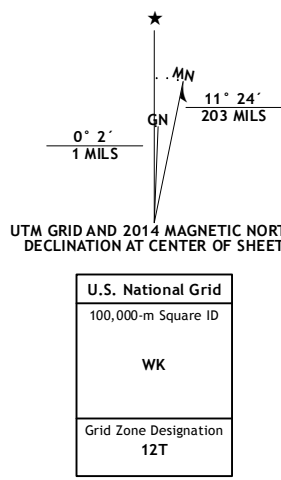 ★
MN
GN
11° 24´
203 MILS
0° 2´
1 MILS
UTM GRID AND 2014 MAGNETIC NORT
DECLINATION AT CENTER OF SHEET
U.S. National Grid
100,000-m Square ID
WK
Grid Zone Designation
12T